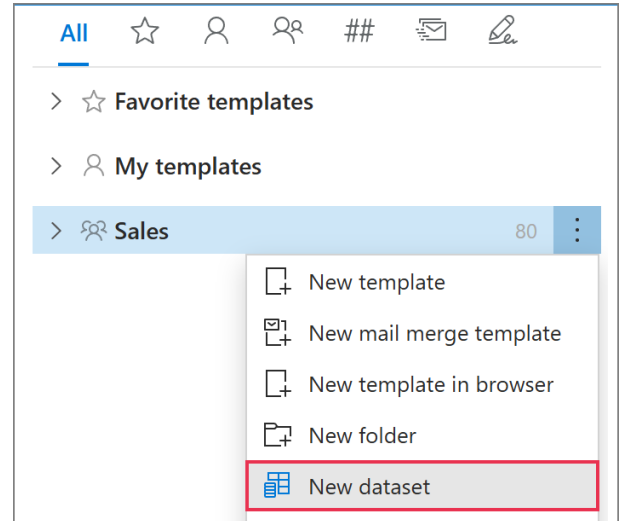 All ##
Favorite templates
My templates
Sales 80
New template
New mail merge template
New template in browser
New folder
New dataset